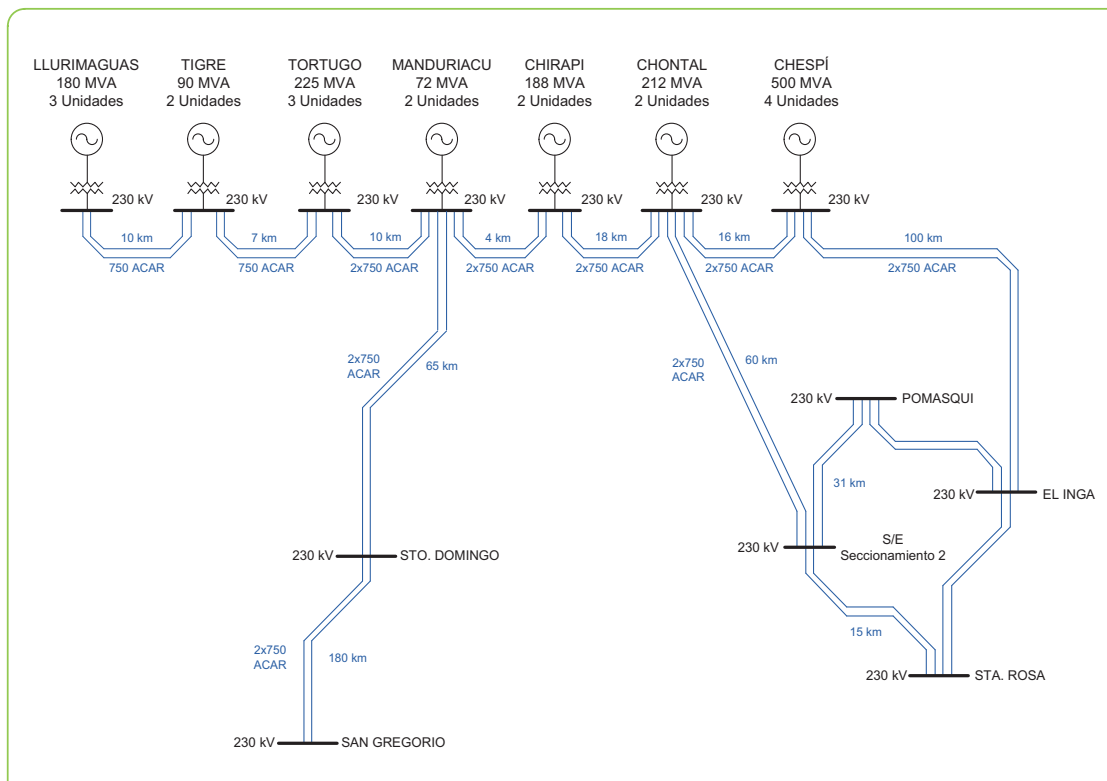 LLURIMAGUAS
180 MVA
3 Unidades
TIGRE
90 MVA
2 Unidades
TORTUGO
225 MVA
3 Unidades
MANDURIACU
72 MVA
2 Unidades
CHIRAPI
188 MVA
2 Unidades
CHONTAL
212 MVA
2 Unidades
CHESPÍ
500 MVA
4 Unidades
230 kV
230 kV
230 kV
230 kV
230 kV
230 kV
230 kV
10 km
750 ACAR
7 km
750 ACAR
10 km
2x750 ACAR
4 km
2x750 ACAR
18 km
2x750 ACAR
16 km
2x750 ACAR
100 km
2x750 ACAR
2x750
ACAR
65 km
2x750
ACAR
60 km
230 kV
POMASQUI
31 km
230 kV
EL INGA
230 kV
S/E
Seccionamiento 2
230 kV
STO. DOMINGO
15 km
2x750
ACAR
180 km
230 kV
STA. ROSA
230 kV
SAN GREGORIO